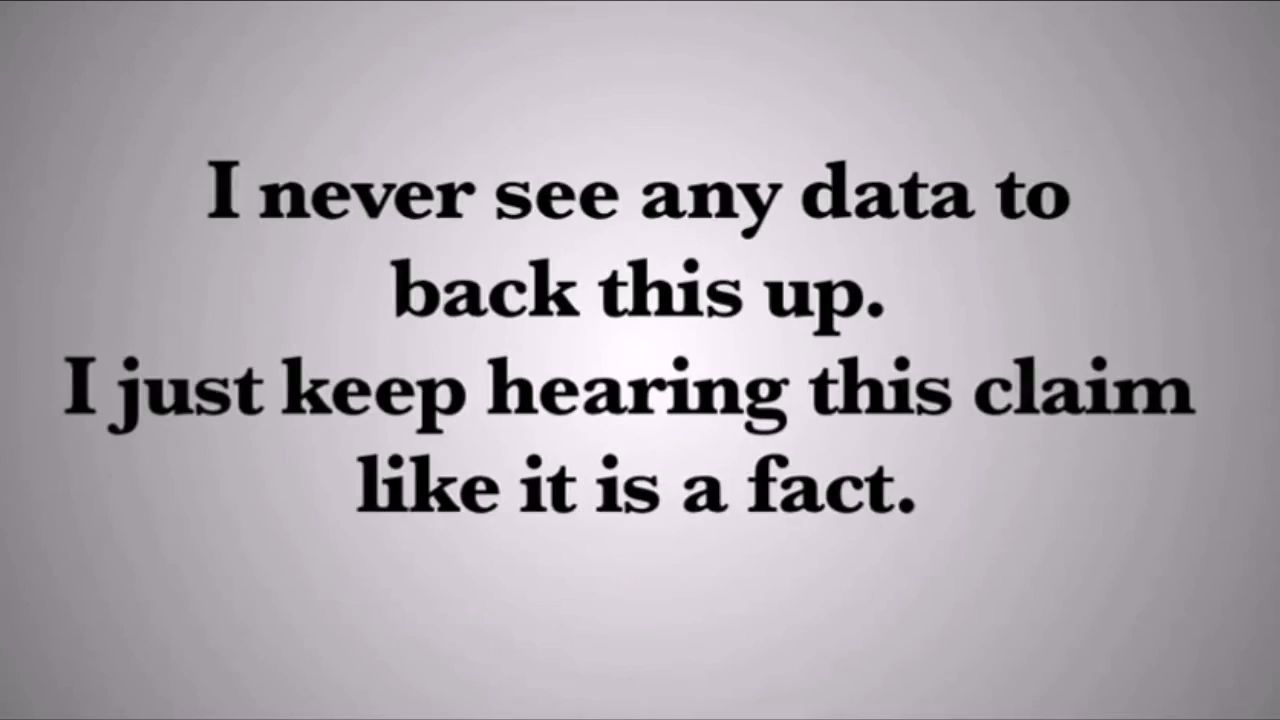 I never see any data to
back this up.
I just keep hearing this claim
like it is a fact.